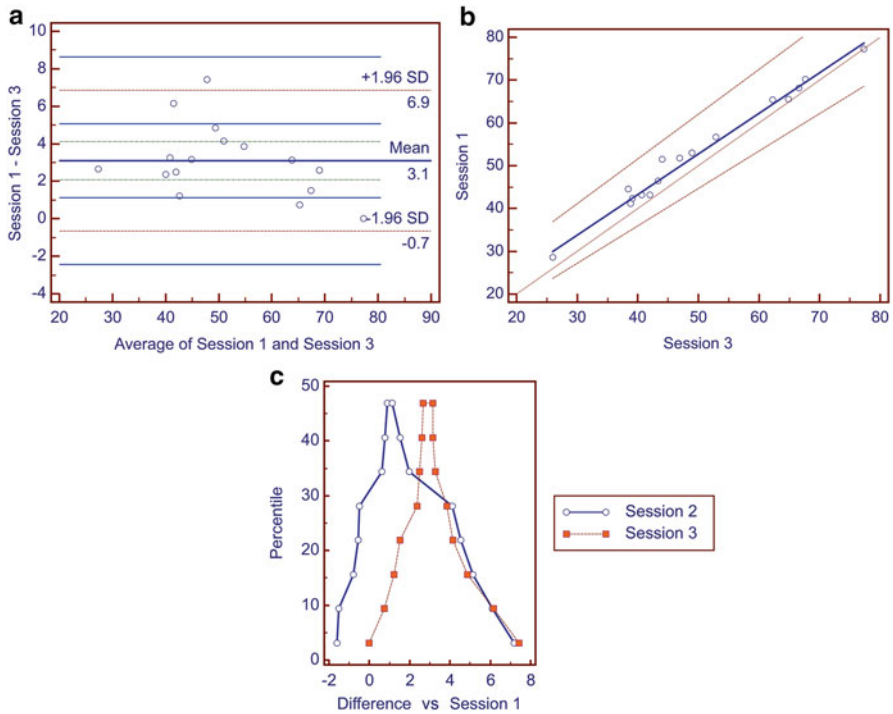 a
10
8
6
4
2
0
-2
-4
Session 1 - Session 3
+1.96 SD
6.9
Mean
3.1
-1.96 SD
-0.7
20 30 40 50 60 70 80 90
Average of Session 1 and Session 3
b
80
70
60
50
40
30
20
Session 1
20 30 40 50 60 70 80
Session 3
c
50
40
30
20
10
0
Percentile
-2 0 2 4 6 8
Difference vs Session 1
Session 2
Session 3